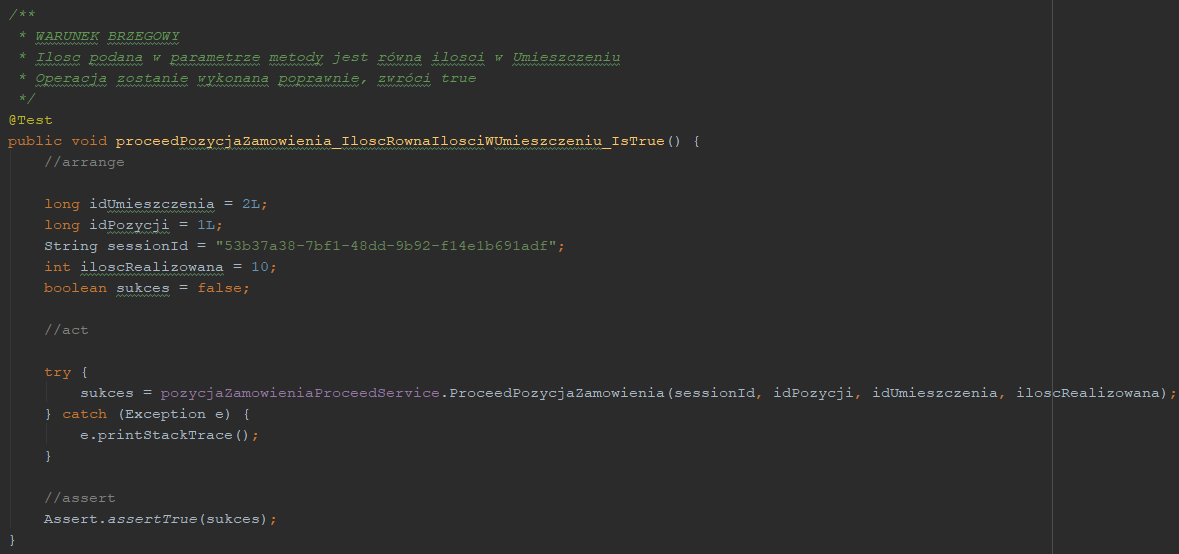 /**
 * WARUNEK BRZEGOWY
 * Ilosc podana w parametrze metody jest równa ilosci w Umieszczeniu
 * Operacja zostanie wykonana poprawnie, zwróci true
 */
@Test
public void proceedPozycjaZamowienia_IloscRownaIlosciWUmieszczeniu_IsTrue() {
    //arrange

    long idUmieszczenia = 2L;
    long idPozycji = 1L;
    String sessionId = "53b37a38-7bf1-48dd-9b92-f14e1b691adf";
    int iloscRealizowana = 10;
    boolean sukces = false;

    //act

    try {
        sukces = pozycjaZamowieniaProceedService.ProceedPozycjaZamowienia(sessionId, idPozycji, idUmieszczenia, iloscRealizowana);
    } catch (Exception e) {
        e.printStackTrace();
    }

    //assert
    Assert.assertTrue(sukces);
}